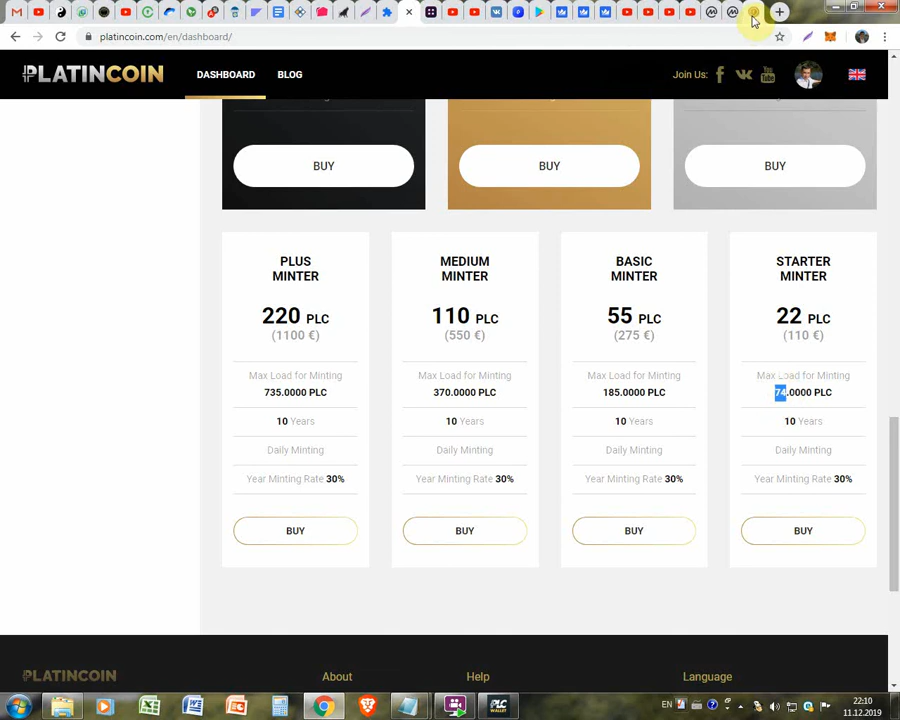 platincoin.com/en/dashboard/
PLATINCOIN
DASHBOARD
BLOG
Join Us:
You
Tube
BUY
BUY
BUY
PLUS
MINTER
220 PLC
(1100 €)
Max Load for Minting
735.0000 PLC
10 Years
Daily Minting
Year Minting Rate 30%
BUY
MEDIUM
MINTER
110 PLC
(550 €)
Max Load for Minting
370.0000 PLC
10 Years
Daily Minting
Year Minting Rate 30%
BUY
BASIC
MINTER
55 PLC
(275 €)
Max Load for Minting
185.0000 PLC
10 Years
Daily Minting
Year Minting Rate 30%
BUY
STARTER
MINTER
22 PLC
(110 €)
Max Load for Minting
74.0000 PLC
10 Years
Daily Minting
Year Minting Rate 30%
BUY
PLATINCOIN
About
Help
Language
PLC
WALLET
EN
22:10
11.12.2019